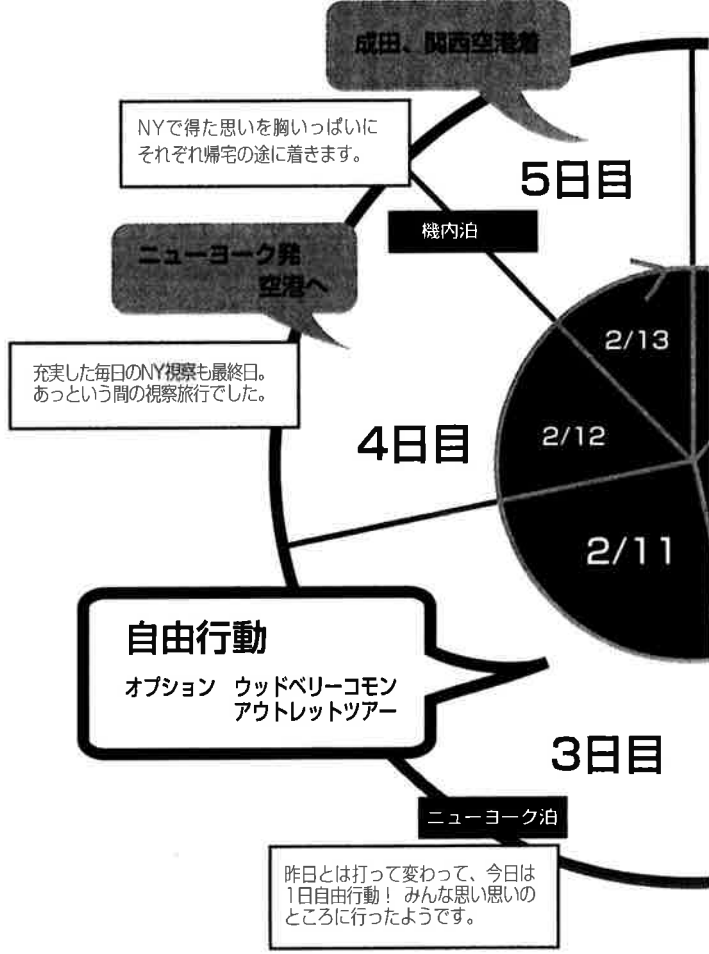 成田、関西空港着
NYで得た思いを胸いっぱいに
それぞれ帰宅の途に着きます。
5日目
機内泊
ニューヨーク発
空港へ
2/13
充実した毎日のNY視察も最終日。
あっという間の視察旅行でした。
4日目
2/12
2/11
自由行動
オプション ウッドベリーコモン
アウトレットツアー
3日目
ニューヨーク泊
昨日とは打って変わって、今日は
1日自由行動! みんな思い思いの
ところに行ったようです。